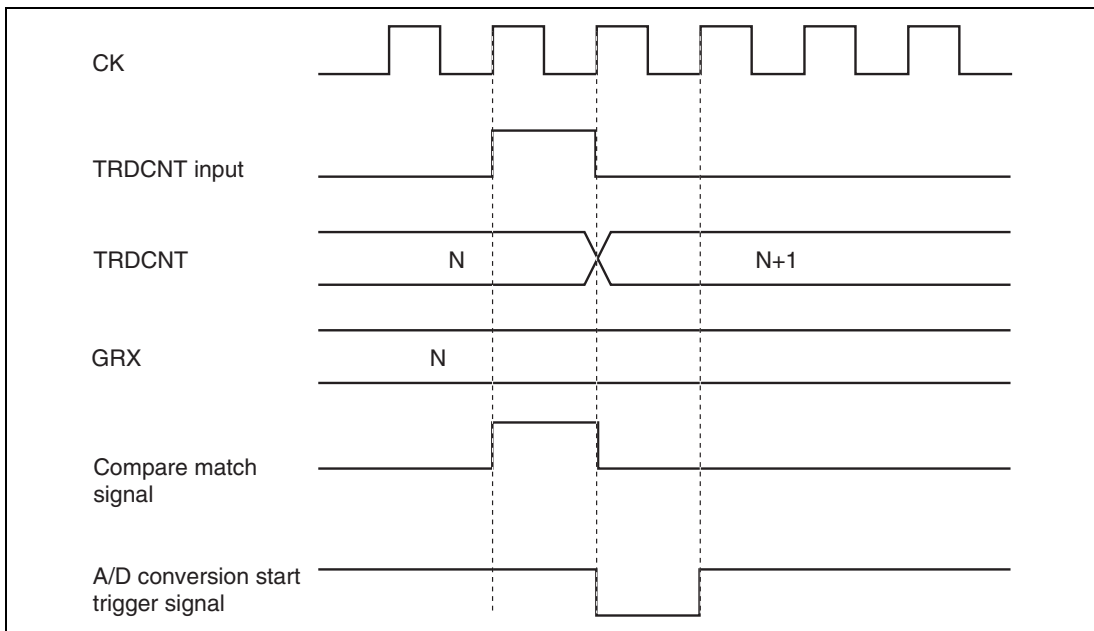 CK
TRDCNT input
TRDCNT
N
N+1
GRX
N
Compare match
signal
A/D conversion start
trigger signal